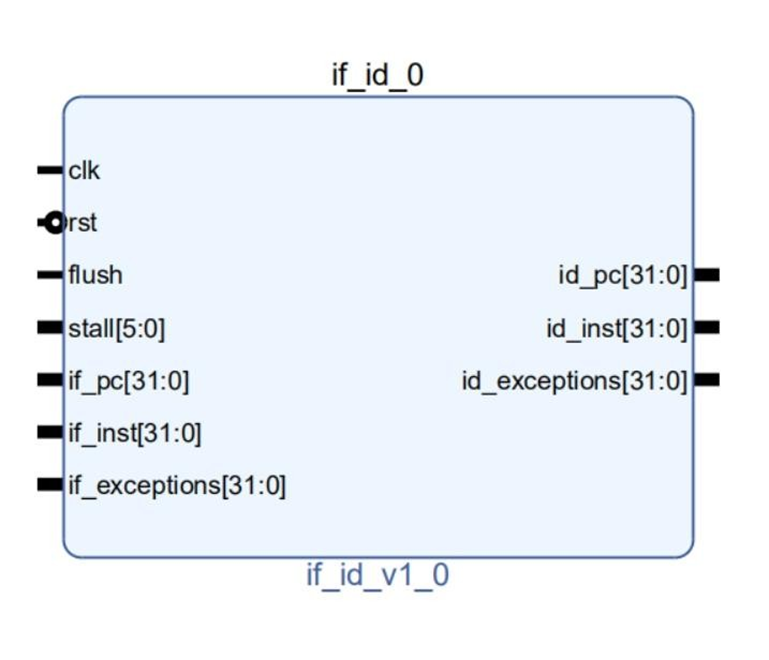 if_id_0
clk
rst
flush
stall[5:0]
if_pc[31:0]
if_inst[31:0]
if_exceptions[31:0]
id_pc[31:0]
id_inst[31:0]
id_exceptions[31:0]
if_id_v1_0